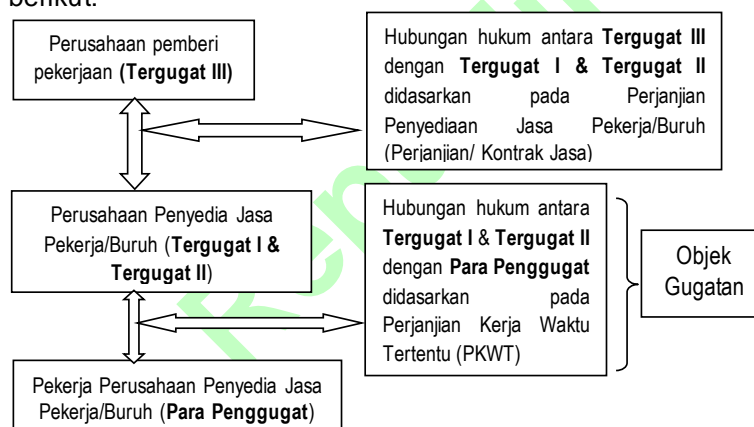 berikut.
Perusahaan pemberi
pekerjaan (Tergugat III)
Hubungan hukum antara Tergugat III
dengan Tergugat I & Tergugat II
didasarkan pada Perjanjian
Penyediaan Jasa Pekerja/Buruh
(Perjanjian/ Kontrak Jasa)
Perusahaan Penyedia Jasa
Pekerja/Buruh (Tergugat I &
Tergugat II)
Hubungan hukum antara
Tergugat I & Tergugat II
dengan Para Penggugat
didasarkan pada
Perjanjian Kerja Waktu
Tertentu (PKWT)
Objek
Gugatan
Pekerja Perusahaan Penyedia Jasa
Pekerja/Buruh (Para Penggugat)